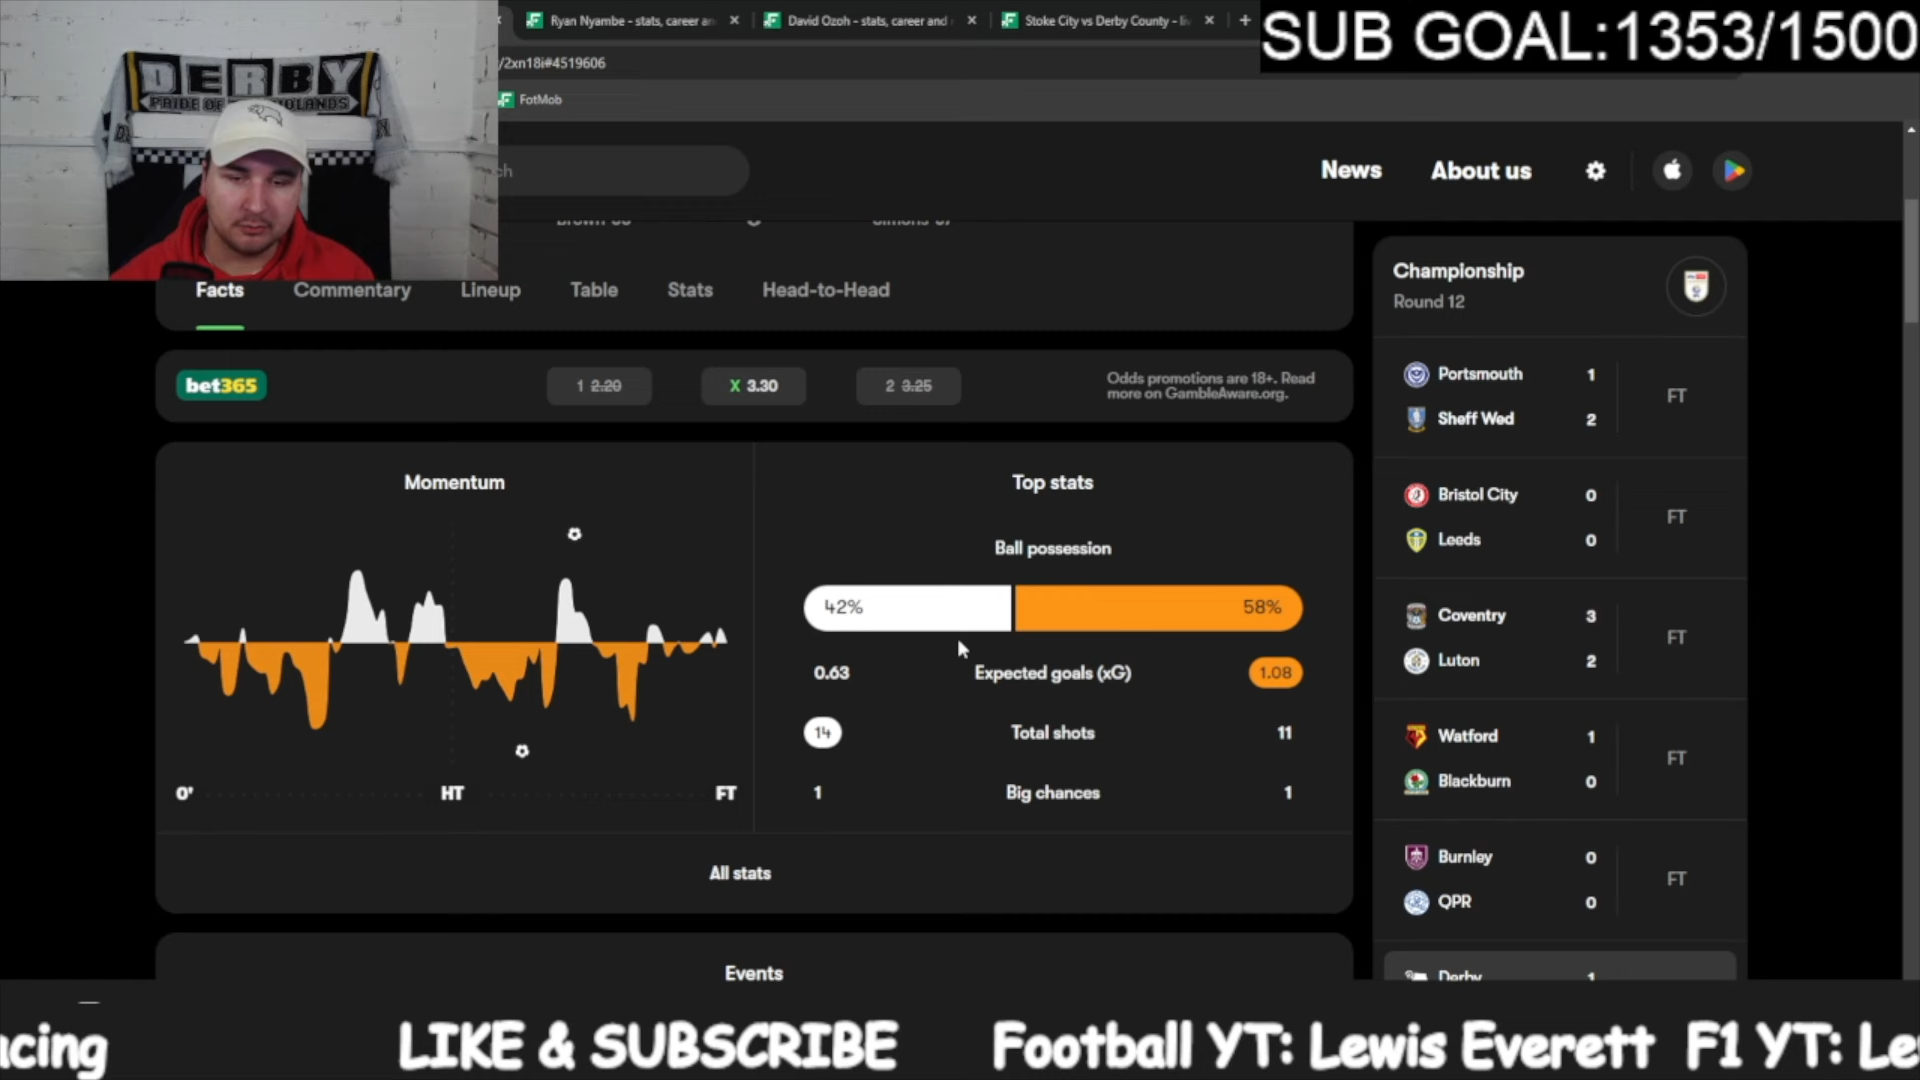 DERBY
PRIDE OF
Ryan Nyambe - stats, career an
David Ozoh - stats, career and
Stoke City vs Derby County - li
SUB GOAL:1353/1500
/2xn18i#4519606
FotMob
ch
News
About us
Facts
Commentary
Lineup
Table
Stats
Head-to-Head
bet365
1 2.20
X 3.30
2 3.25
Odds promotions are 18+. Read
more on GambleAware.org.
Momentum
0'
HT
FT
Top stats
Ball possession
42%
58%
0.63
Expected goals (xG)
1.08
14
Total shots
11
1
Big chances
1
All stats
Events
Championship
Round 12
Portsmouth 1
FT
Sheff Wed 2
Bristol City 0
FT
Leeds 0
Coventry 3
FT
Luton 2
Watford 1
FT
Blackburn 0
Burnley 0
FT
QPR 0
Derby 1
acing
LIKE & SUBSCRIBE
Football YT: Lewis Everett
F1 YT: Le